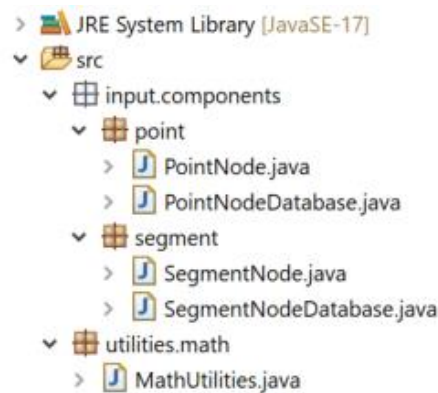 JRE System Library [JavaSE-17]
src
input.components
point
PointNode.java
PointNodeDatabase.java
segment
SegmentNode.java
SegmentNodeDatabase.java
utilities.math
MathUtilities.java